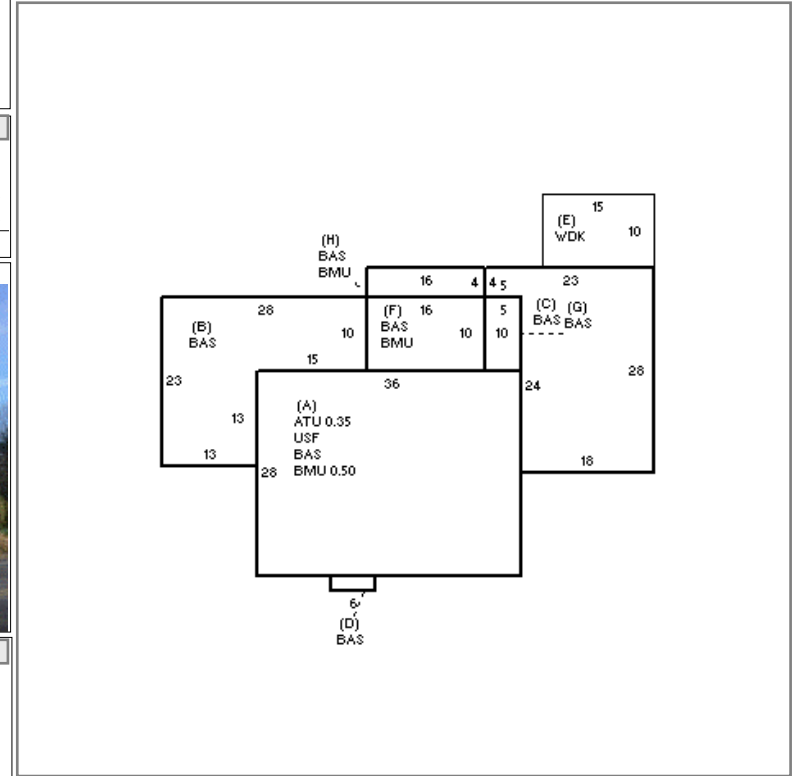 15
(E)
WDK
10
(H)
BAS
BMU
16
4
4
5
23
28
(B)
BAS
10
(F)
BAS
BMU
16
10
5
10
(C)
BAS
(G)
BAS
15
23
36
24
28
13
(A)
ATU 0.35
USF
BAS
BMU 0.50
13
28
18
6
(D)
BAS